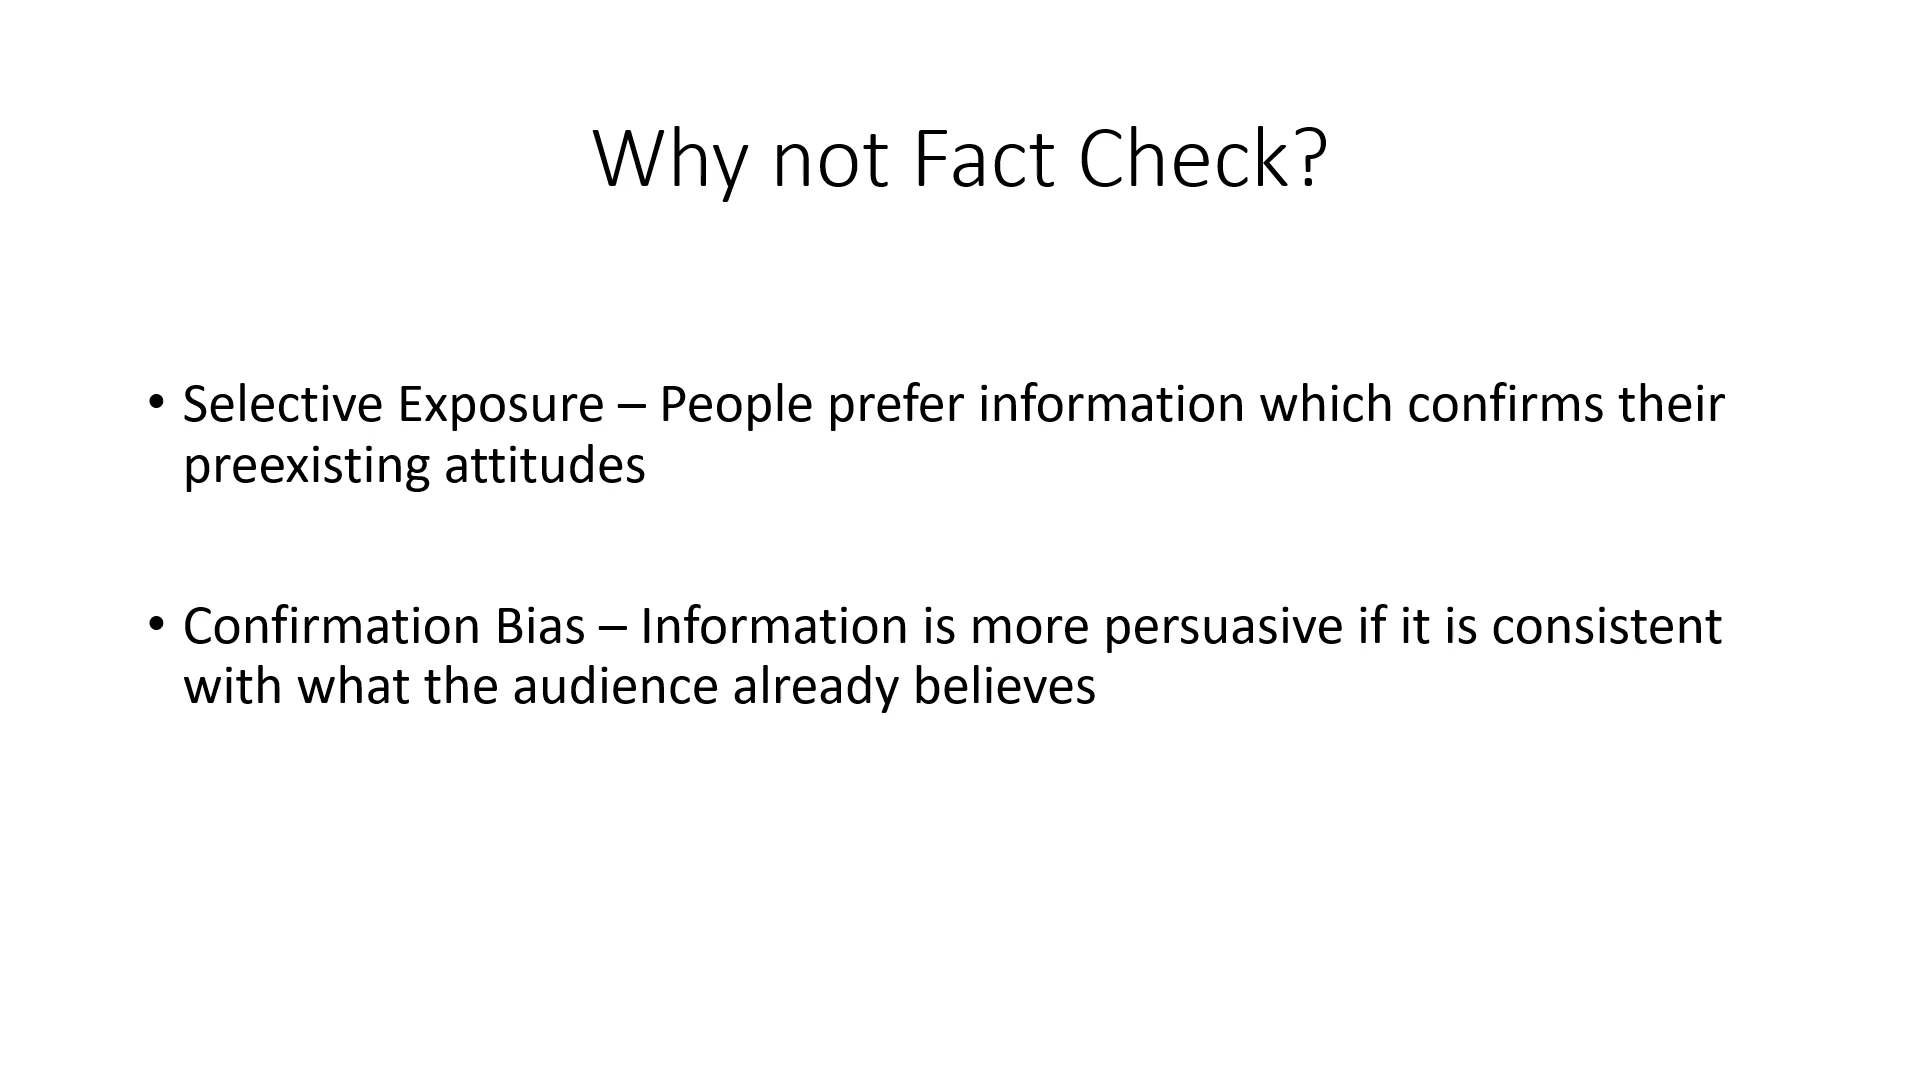 Why not Fact Check?
• Selective Exposure – People prefer information which confirms their
preexisting attitudes
• Confirmation Bias – Information is more persuasive if it is consistent
with what the audience already believes